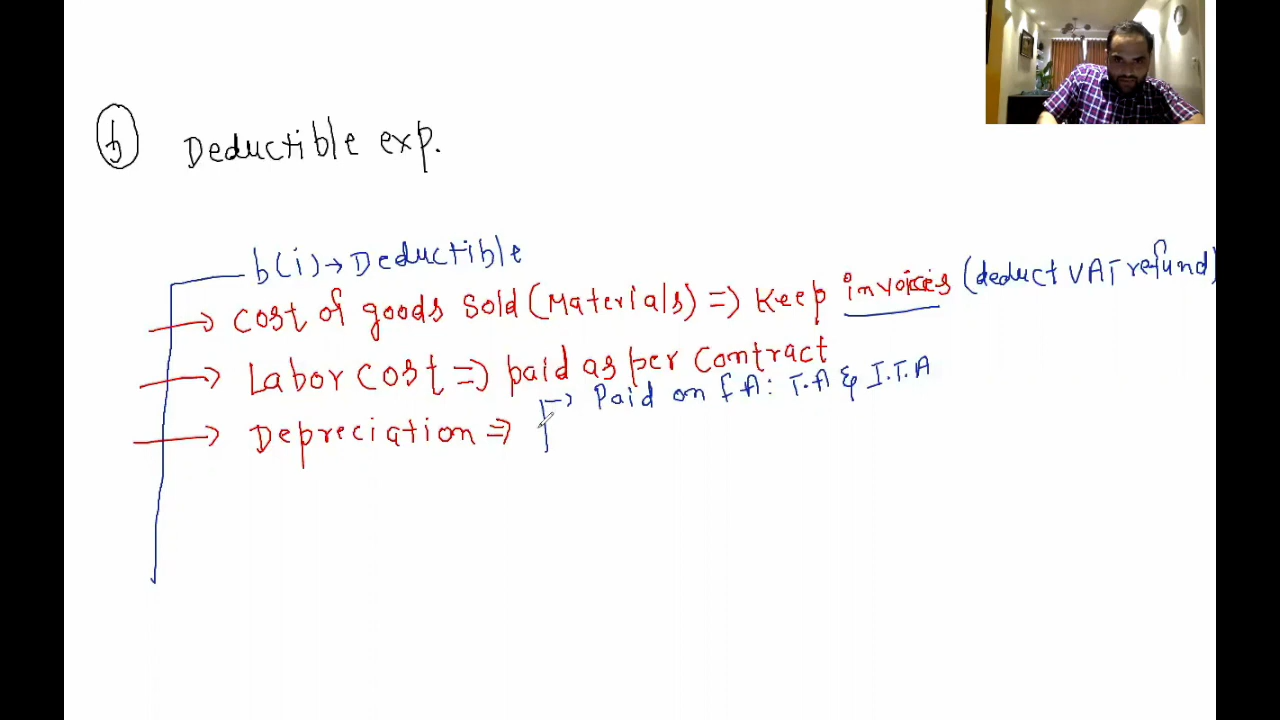 b Deductible exp.
b(i)→ Deductible
→ Cost of goods sold (Materials) => Keep invoices (deduct VAT refund)
→ Labor cost => paid as per contract
→ Paid on FA: T.A & I.T.A
→ Depreciation =>